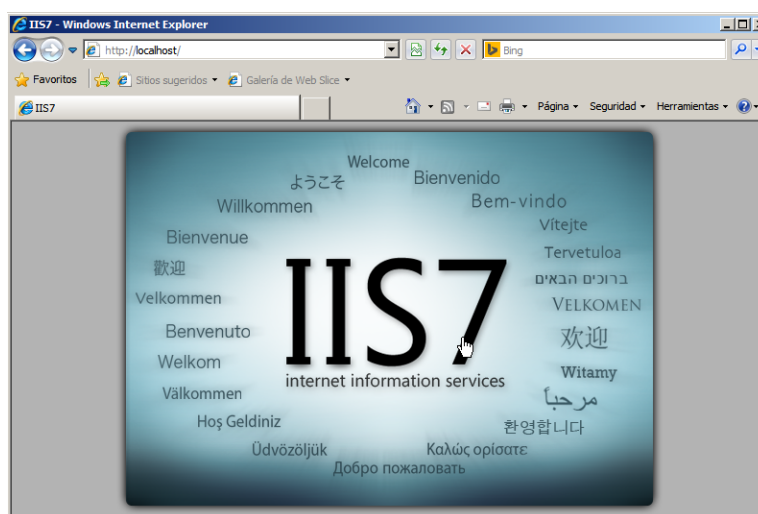 IIS7 - Windows Internet Explorer
http://localhost/
Bing
Favoritos Sitios sugeridos Galería de Web Slice
IIS7 Página Seguridad Herramientas
Welcome
ようこそ Bienvenido
Willkommen Bem-vindo
Vítejte
Bienvenue
Tervetuloa
歡迎
ברוכים הבאים
Velkommen VELKOMEN
IIS7
Benvenuto 欢迎
Welkom
Witamy
internet information services
Välkommen مرحباً
Hoş Geldiniz 환영합니다
Üdvözöljük Καλώς ορίσατε
Добро пожаловать